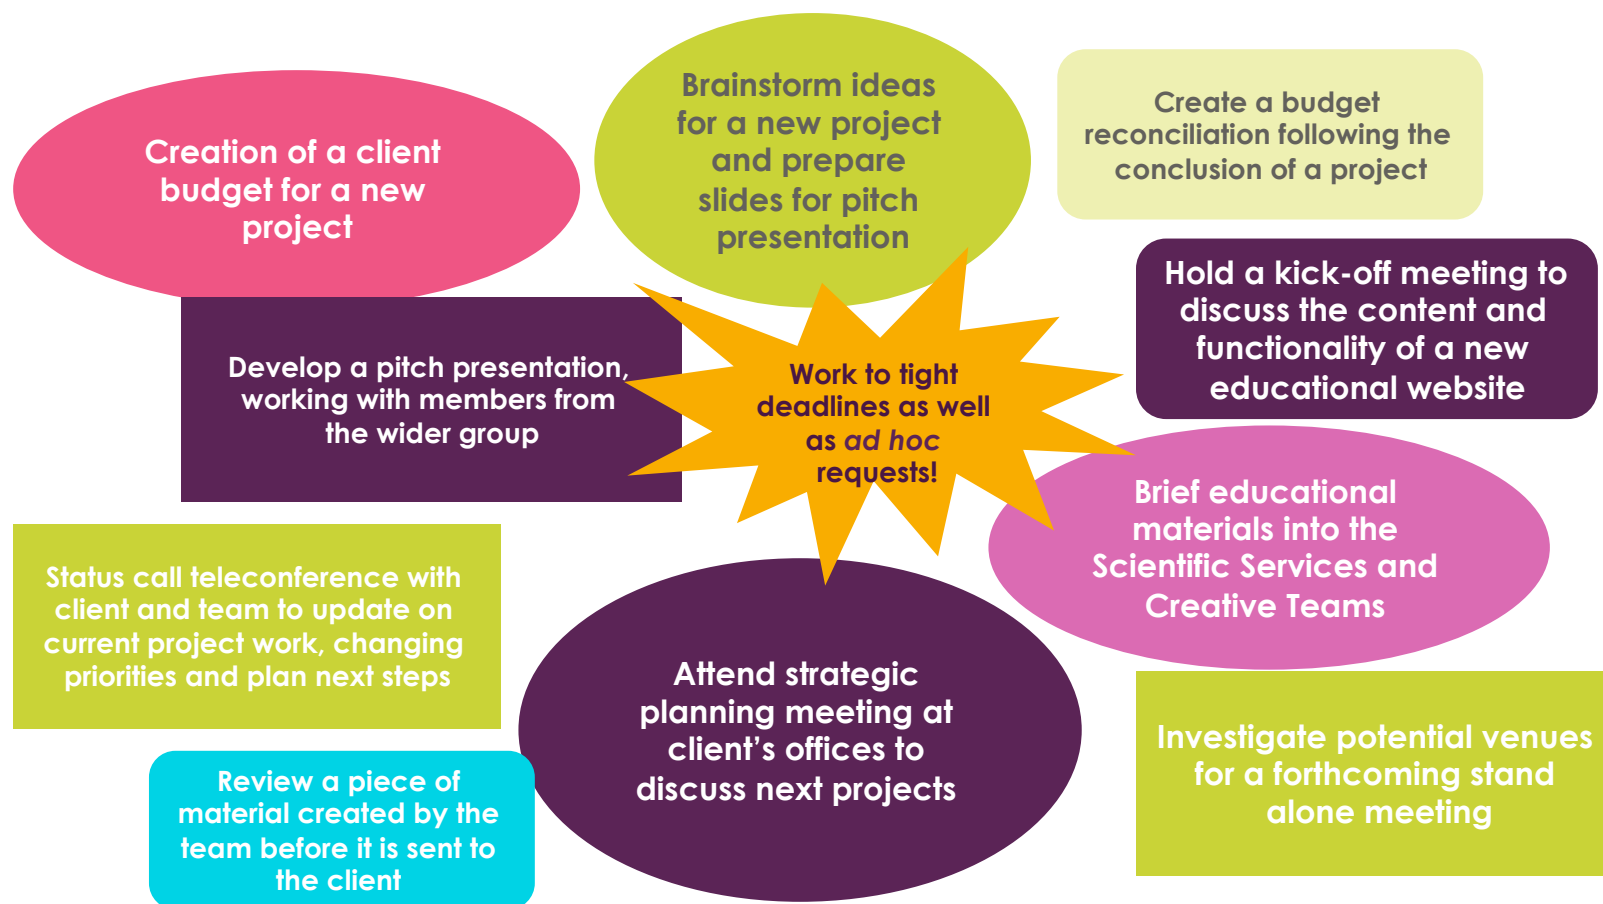 Creation of a client
budget for a new
project
Brainstorm ideas
for a new project
and prepare
slides for pitch
presentation
Create a budget
reconciliation following the
conclusion of a project
Hold a kick-off meeting to
discuss the content and
functionality of a new
educational website
Develop a pitch presentation,
working with members from
the wider group
Work to tight
deadlines as well
as ad hoc
requests!
Brief educational
materials into the
Scientific Services and
Creative Teams
Status call teleconference with
client and team to update on
current project work, changing
priorities and plan next steps
Attend strategic
planning meeting at
client’s offices to
discuss next projects
Investigate potential venues
for a forthcoming stand
alone meeting
Review a piece of
material created by the
team before it is sent to
the client